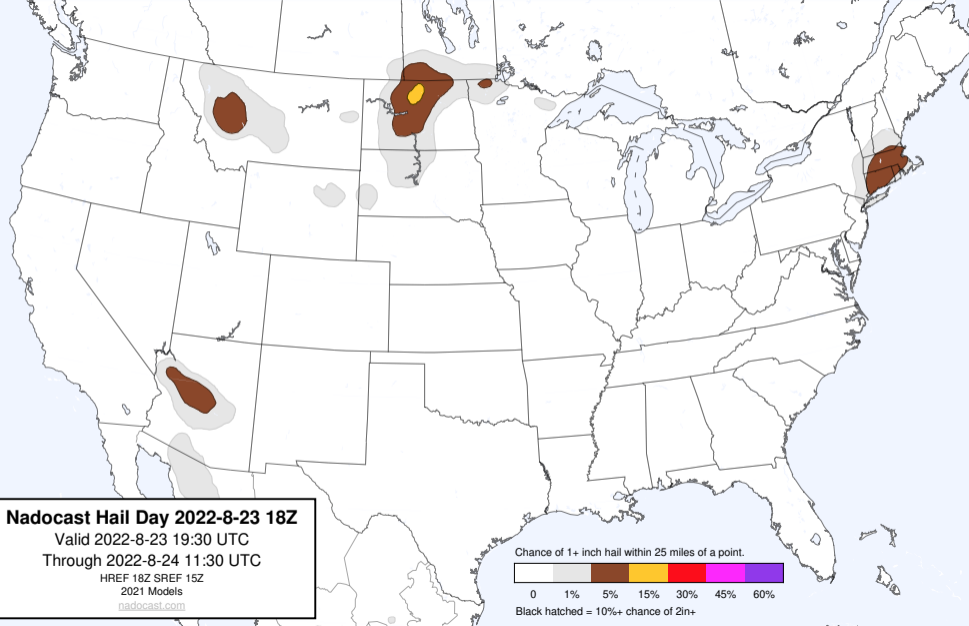 Nadocast Hail Day 2022-8-23 18Z
Valid 2022-8-23 19:30 UTC
Through 2022-8-24 11:30 UTC
HREF 18Z SREF 15Z
2021 Models
nadocast.com
Chance of 1+ inch hail within 25 miles of a point.
0 1% 5% 15% 30% 45% 60%
Black hatched = 10%+ chance of 2in+